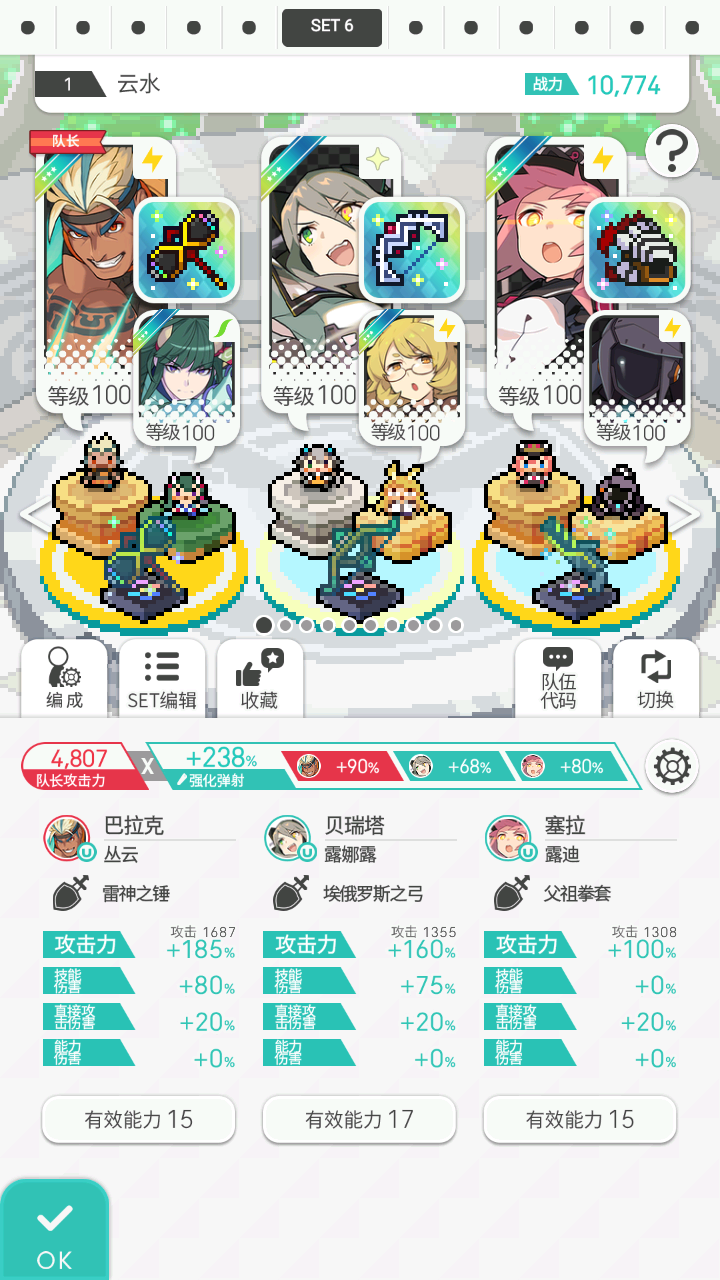 SET 6
1 云水 战力 10,774
队长
?
等级100 等级100 等级100
等级100 等级100 等级100
编成 SET编辑 收藏 队伍代码 切换
4,807 X +238% +90% +68% +80%
队长攻击力 强化弹射
巴拉克 贝瑞塔 塞拉
U 丛云 U 露娜露 U 露迪
雷神之锤 埃俄罗斯之弓 父祖拳套
攻击 1687 攻击 1355 攻击 1308
攻击力 +185% 攻击力 +160% 攻击力 +100%
技能伤害 +80% 技能伤害 +75% 技能伤害 +0%
直接攻击伤害 +20% 直接攻击伤害 +20% 直接攻击伤害 +20%
能力伤害 +0% 能力伤害 +0% 能力伤害 +0%
有效能力 15 有效能力 17 有效能力 15
OK